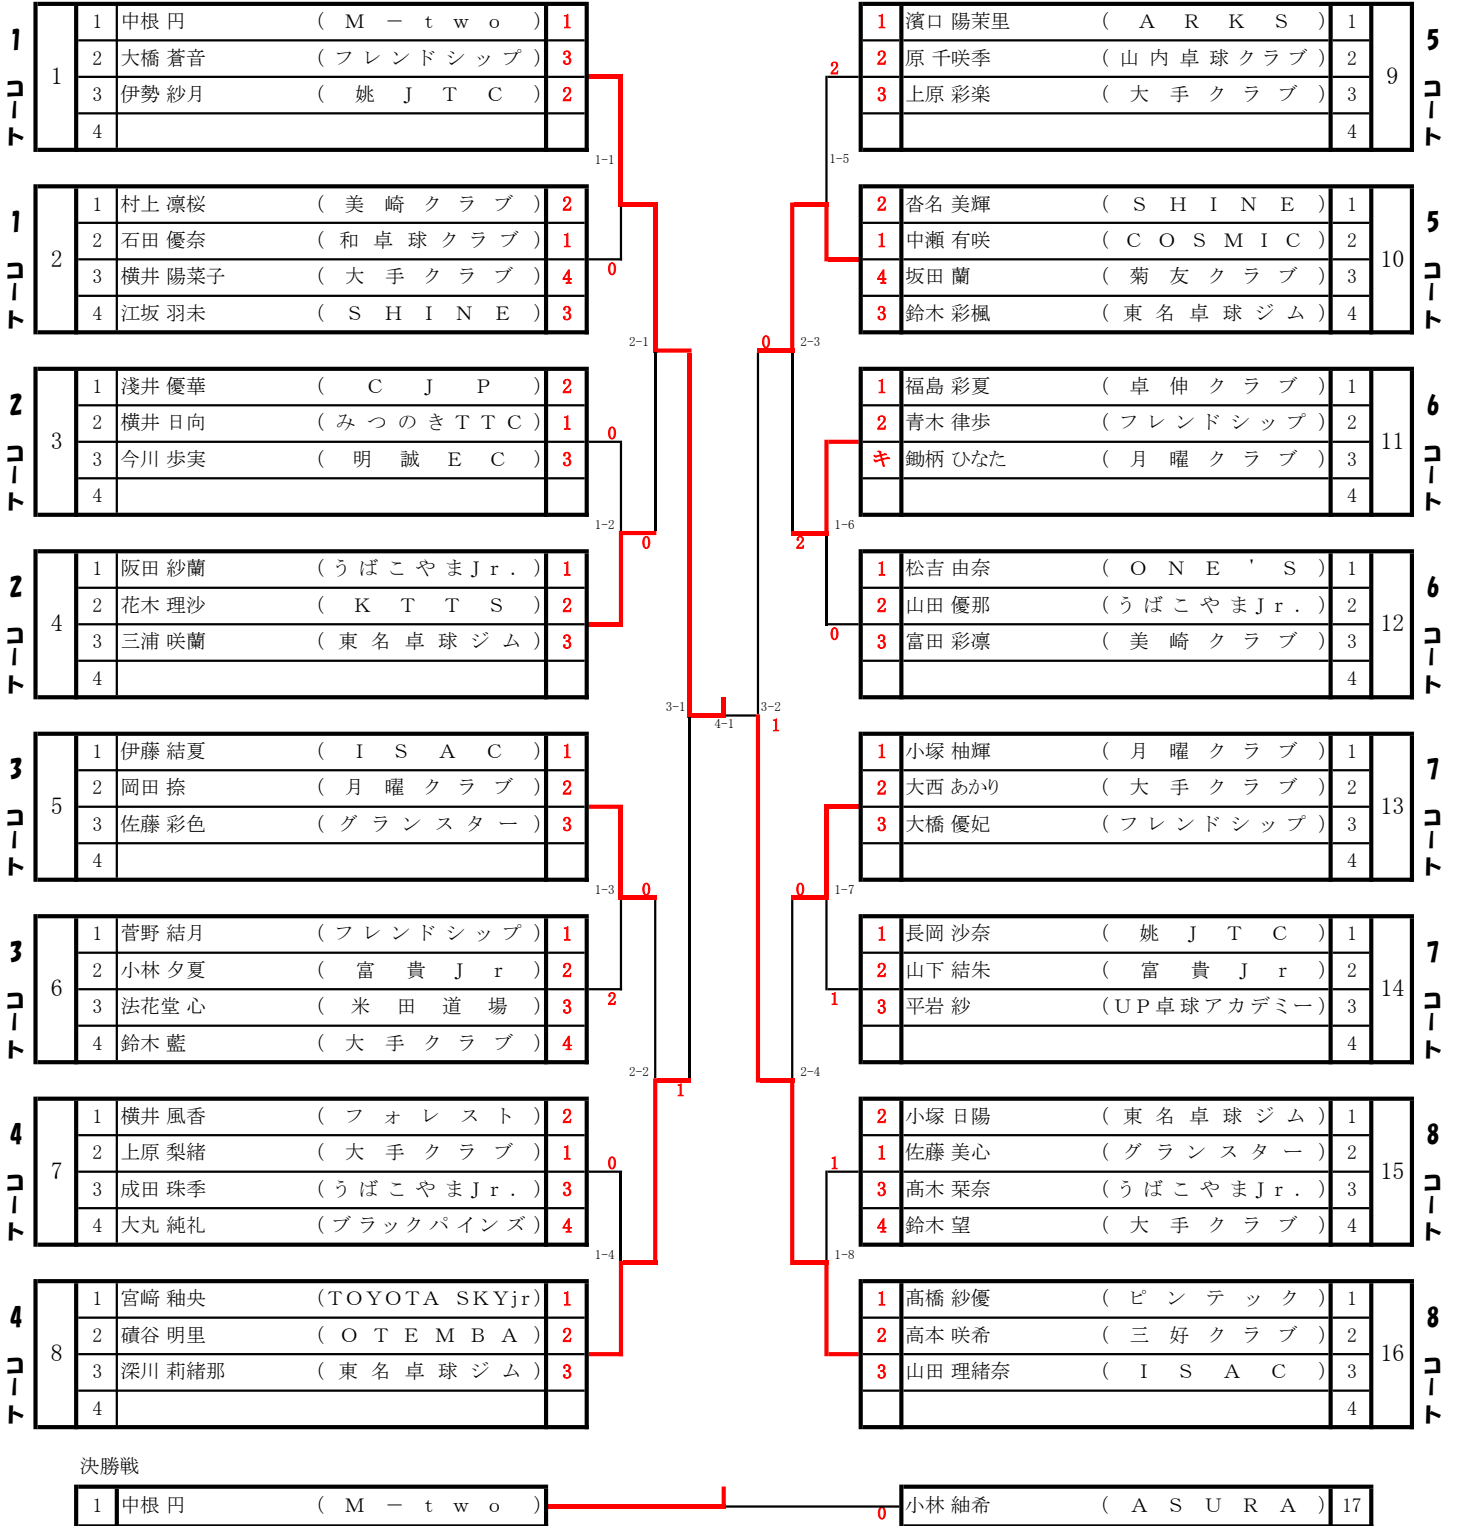 1コート
1
1 中根 円 (M－two) 1
2 大橋 蒼音 (フレンドシップ) 3
3 伊勢 紗月 (姚JTC) 2
4
1-1
1コート
2
1 村上 凛桜 (美崎クラブ) 2
2 石田 優奈 (和卓球クラブ) 1
3 横井 陽菜子 (大手クラブ) 4
4 江坂 羽未 (SHINE) 3
0
2-1
2コート
3
1 淺井 優華 (CJP) 2
2 横井 日向 (みつのきTTC) 1
3 今川 歩実 (明誠EC) 3
4
0
1-2
0
2コート
4
1 阪田 紗蘭 (うばこやまJr.) 1
2 花木 理沙 (KTTS) 2
3 三浦 咲蘭 (東名卓球ジム) 3
4
3-1
3コート
5
1 伊藤 結夏 (ISAC) 1
2 岡田 捺 (月曜クラブ) 2
3 佐藤 彩色 (グランスター) 3
4
1-3
0
3コート
6
1 菅野 結月 (フレンドシップ) 1
2 小林 夕夏 (富貴Jr) 2
3 法花堂 心 (米田道場) 3
4 鈴木 藍 (大手クラブ) 4
2
2-2
1
4コート
7
1 横井 風香 (フォレスト) 2
2 上原 梨緒 (大手クラブ) 1
3 成田 珠季 (うばこやまJr.) 3
4 大丸 純礼 (ブラックパインズ) 4
0
1-4
4コート
8
1 宮﨑 釉央 (TOYOTA SKYjr) 1
2 磧谷 明里 (OTEMBA) 2
3 深川 莉緒那 (東名卓球ジム) 3
4
4-1
1 濱口 陽茉里 (ARKS) 1
2 原 千咲季 (山内卓球クラブ) 2
3 上原 彩楽 (大手クラブ) 3
4
9
5コート
2
1-5
2 沓名 美輝 (SHINE) 1
1 中瀬 有咲 (COSMIC) 2
4 坂田 蘭 (菊友クラブ) 3
3 鈴木 彩楓 (東名卓球ジム) 4
10
5コート
0
2-3
1 福島 彩夏 (卓伸クラブ) 1
2 青木 律歩 (フレンドシップ) 2
キ 鋤柄 ひなた (月曜クラブ) 3
4
11
6コート
1-6
2
1 松吉 由奈 (ONE'S) 1
2 山田 優那 (うばこやまJr.) 2
3 富田 彩凛 (美崎クラブ) 3
4
12
6コート
0
3-2
1
1 小塚 柚輝 (月曜クラブ) 1
2 大西 あかり (大手クラブ) 2
3 大橋 優妃 (フレンドシップ) 3
4
13
7コート
0
1-7
1 長岡 沙奈 (姚JTC) 1
2 山下 結朱 (富貴Jr) 2
3 平岩 紗 (UP卓球アカデミー) 3
4
14
7コート
1
2-4
2 小塚 日陽 (東名卓球ジム) 1
1 佐藤 美心 (グランスター) 2
3 髙木 栞奈 (うばこやまJr.) 3
4 鈴木 望 (大手クラブ) 4
15
8コート
1
1-8
1 髙橋 紗優 (ピンテック) 1
2 高本 咲希 (三好クラブ) 2
3 山田 理緒奈 (ISAC) 3
4
16
8コート
決勝戦
1 中根 円 (M－two)
0 小林 紬希 (ASURA) 17